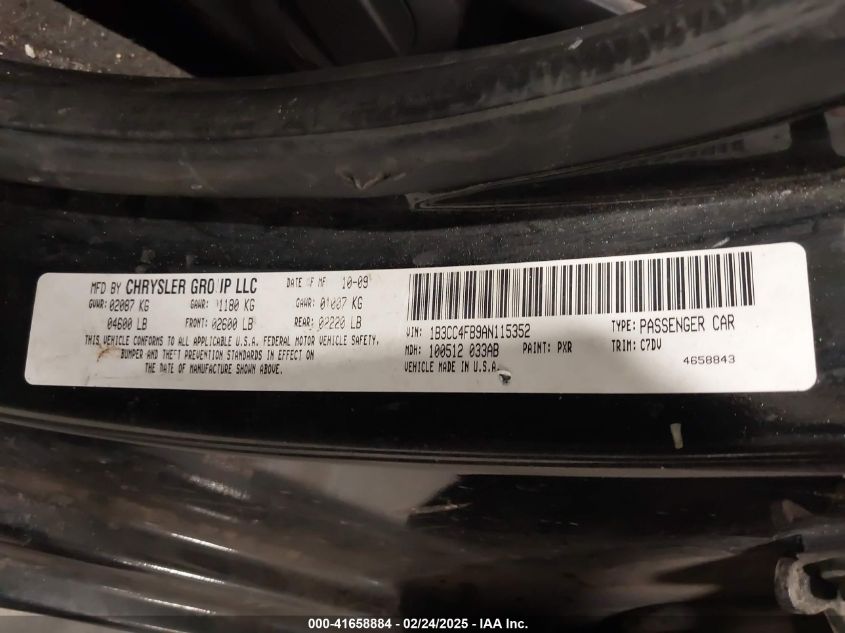 MFD BY CHRYSLER GROUP LLC DATE OF MF 10-09
GVWR: 02087 KG GAWR: 1180 KG GAWR: 01007 KG
04600 LB FRONT: 02600 LB REAR: 02220 LB
THIS VEHICLE CONFORMS TO ALL APPLICABLE U.S.A. FEDERAL MOTOR VEHICLE SAFETY,
BUMPER AND THEFT PREVENTION STANDARDS IN EFFECT ON
THE DATE OF MANUFACTURE SHOWN ABOVE.
VIN: 1B3CC4FB9AN115352 TYPE: PASSENGER CAR
MDH: 100512 033AB PAINT: PXR TRIM: C7DV
VEHICLE MADE IN U.S.A. 4658843
000-41658884 - 02/24/2025 - IAA Inc.